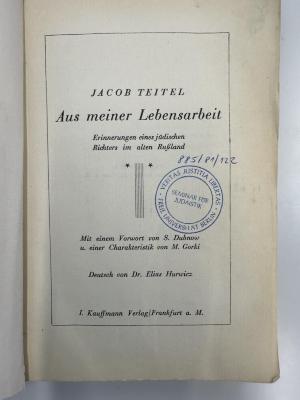 JACOB TEITEL
Aus meiner Lebensarbeit
Erinnerungen eines jüdischen
Richters im alten Rußland
885/81/122
VERITAS JUSTITIA LIBERTAS
SEMINAR FÜR
JUDAISTIK
FREIE UNIVERSITÄT BERLIN
Mit einem Vorwort von S. Dubnow
u. einer Charakteristik von M. Gorki
Deutsch von Dr. Elias Hurwicz
I. Kauffmann Verlag/Frankfurt a. M.